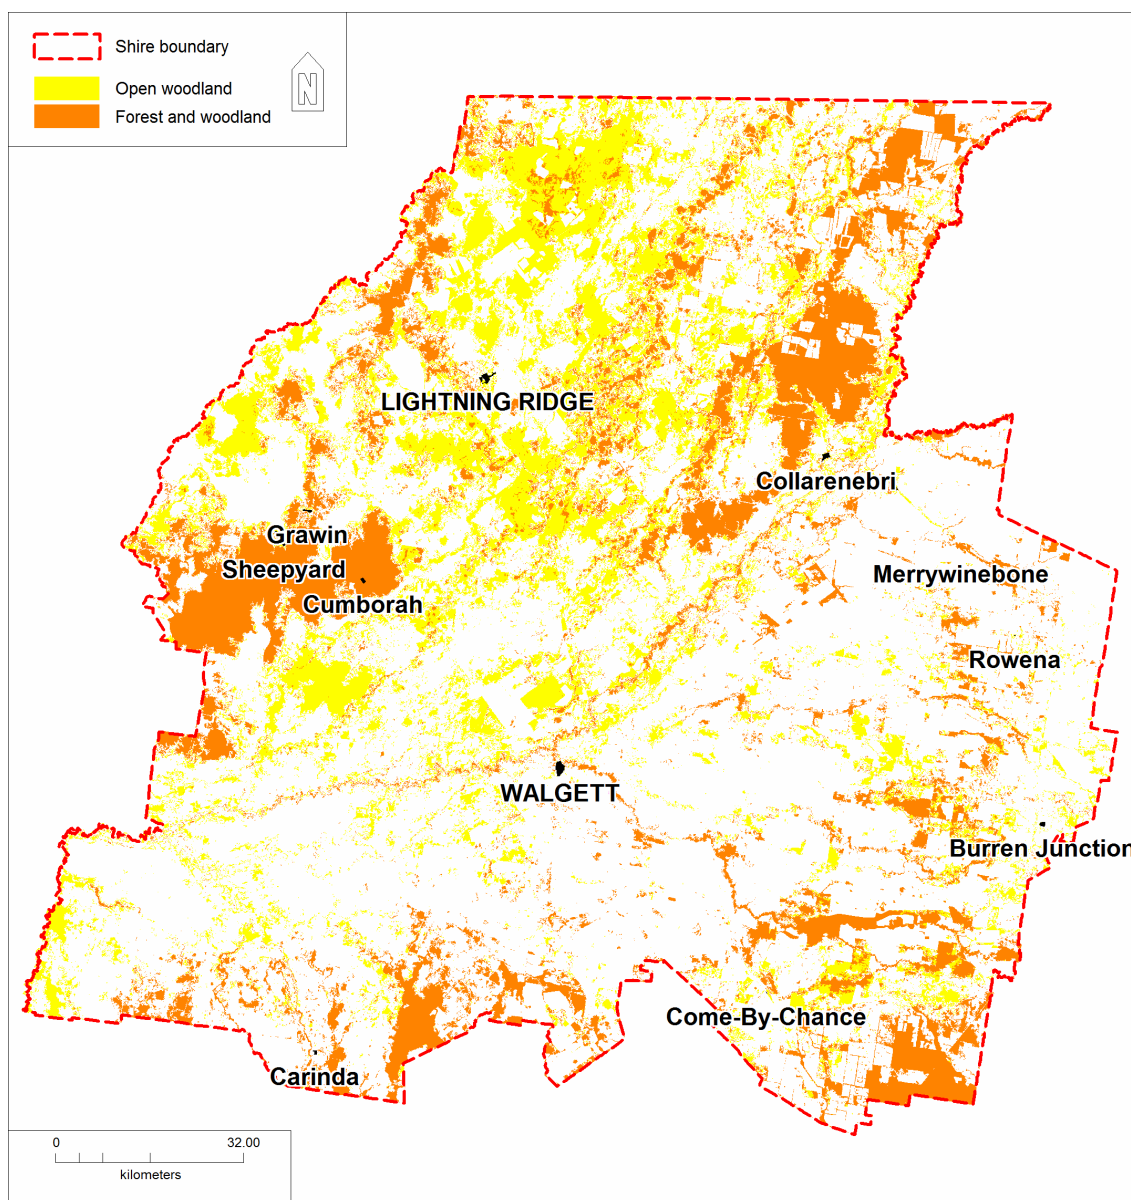 Shire boundary
Open woodland
Forest and woodland
N
LIGHTNING RIDGE
Collarenebri
Grawin
Sheepyard
Cumborah
Merrywinebone
Rowena
WALGETT
Burren Junction
Come-By-Chance
Carinda
0 32.00
kilometers